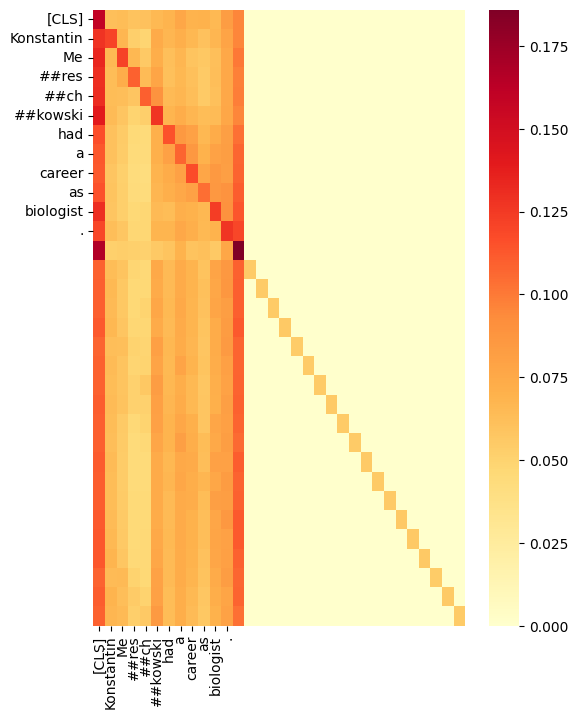 [CLS]
Konstantin
Me
##res
##ch
##kowski
had
a
career
as
biologist
.
[CLS]
Konstantin
Me
##res
##ch
##kowski
had
a
career
as
biologist
.
0.175
0.150
0.125
0.100
0.075
0.050
0.025
0.000